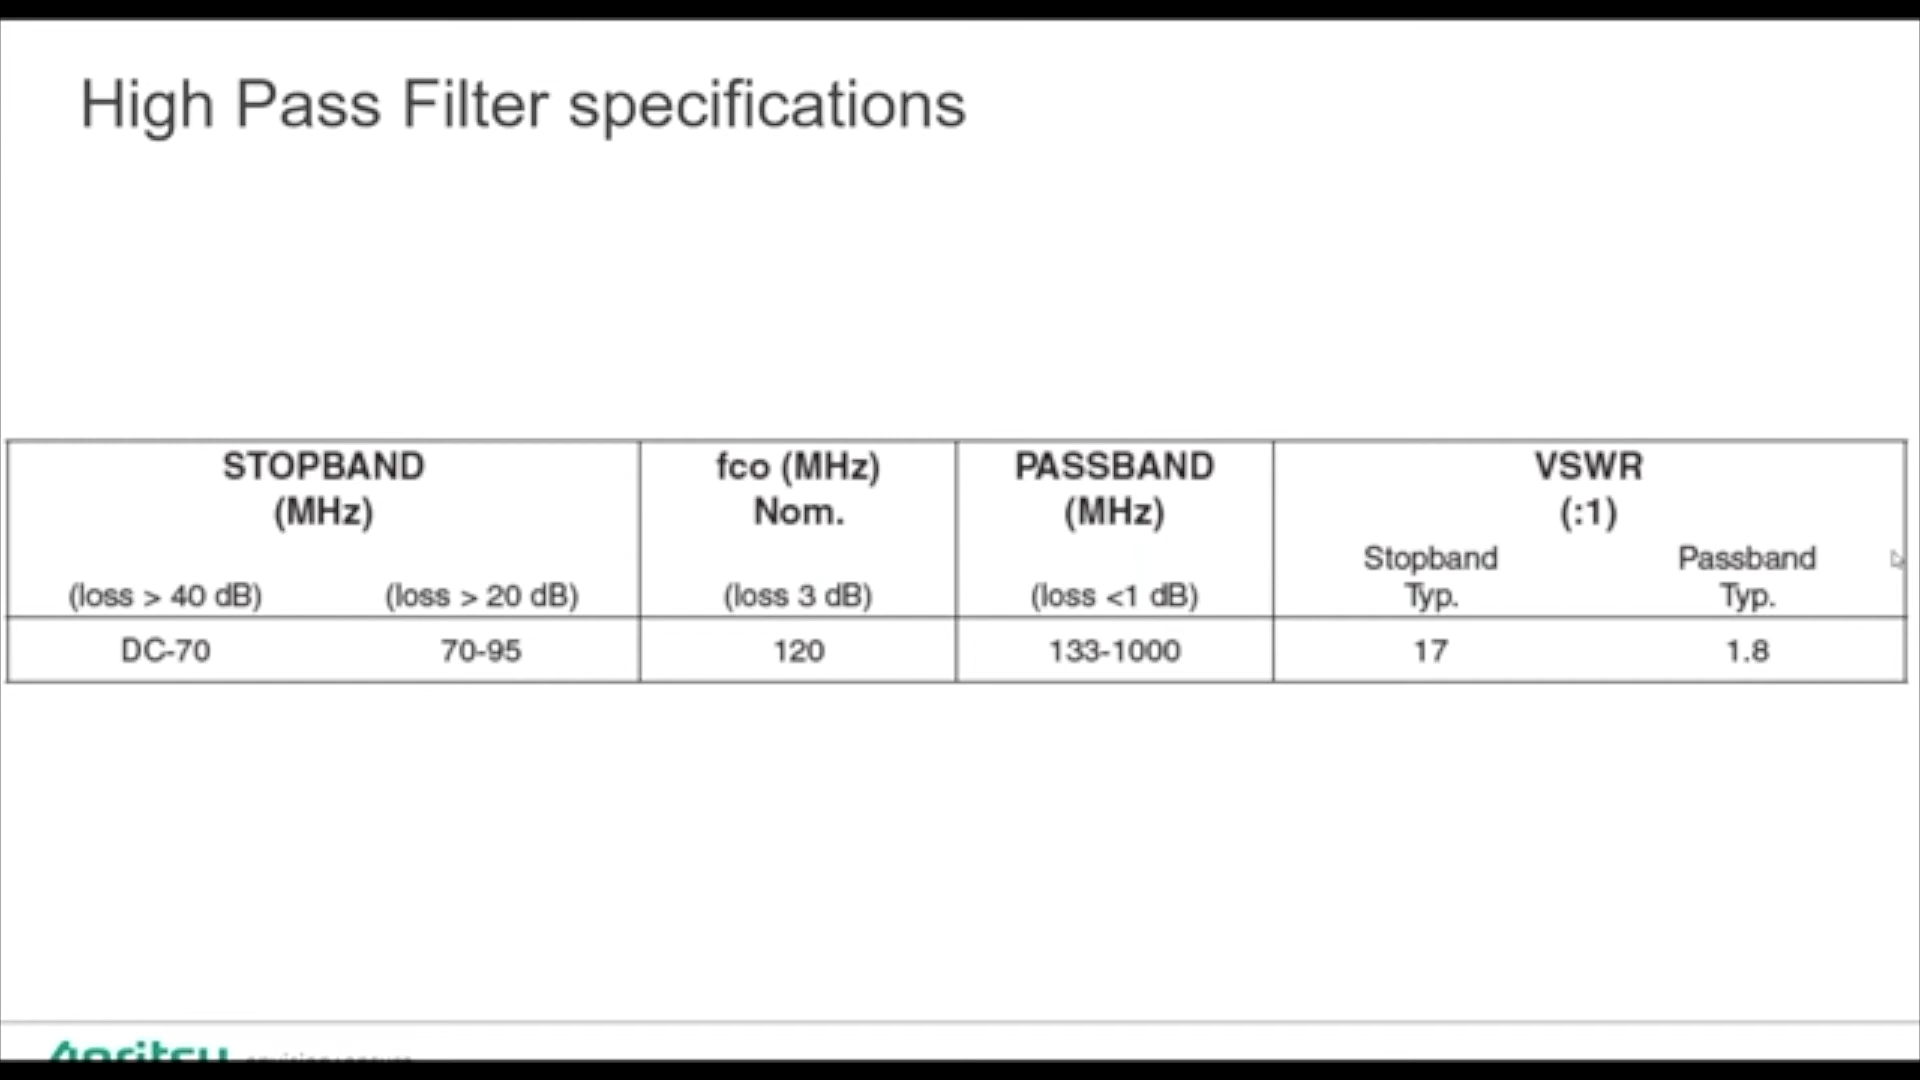 High Pass Filter specifications
STOPBAND
(MHz)
(loss > 40 dB) (loss > 20 dB)
fco (MHz)
Nom.
(loss 3 dB)
PASSBAND
(MHz)
(loss <1 dB)
VSWR
(:1)
Stopband Passband
Typ. Typ.
DC-70 70-95 120 133-1000 17 1.8
Anritsu